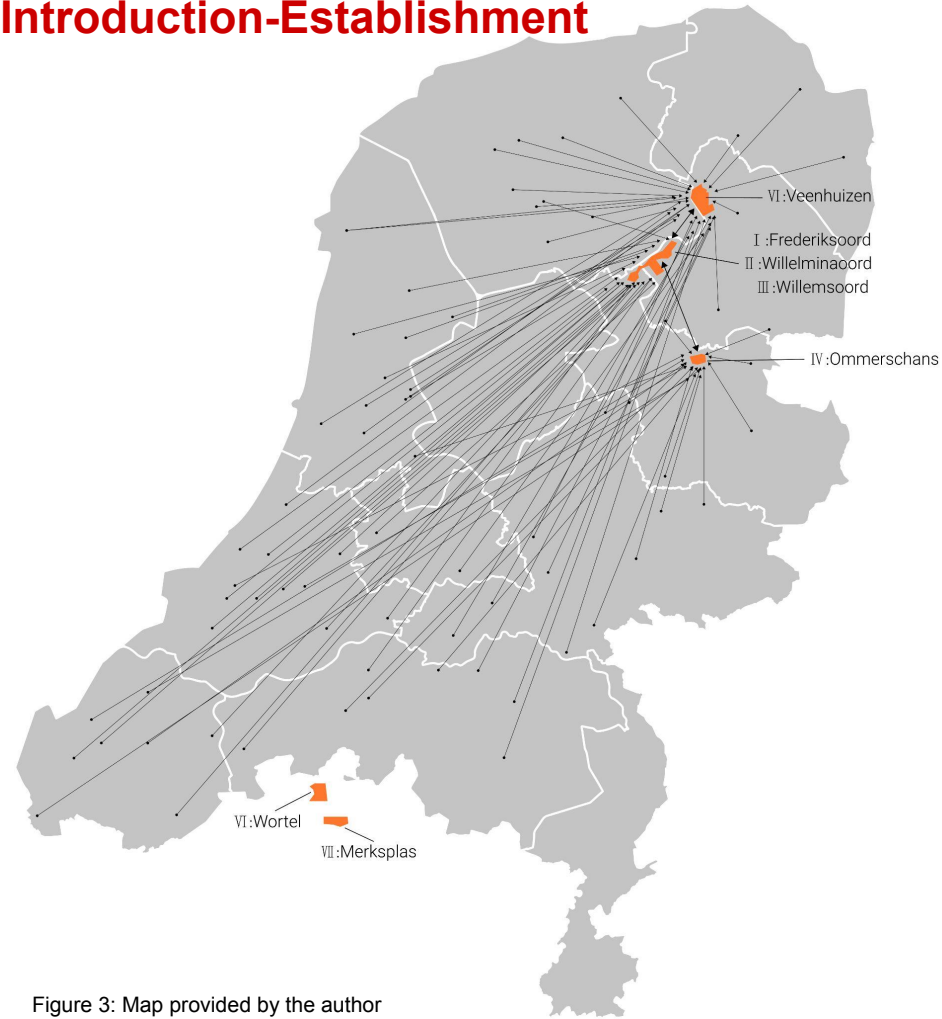 Introduction-Establishment
Ⅵ:Veenhuizen
Ⅰ:Frederiksoord
Ⅱ:Willelminaoord
Ⅲ:Willemsoord
Ⅳ:Ommerschans
Ⅵ:Wortel
Ⅶ:Merksplas
Figure 3: Map provided by the author